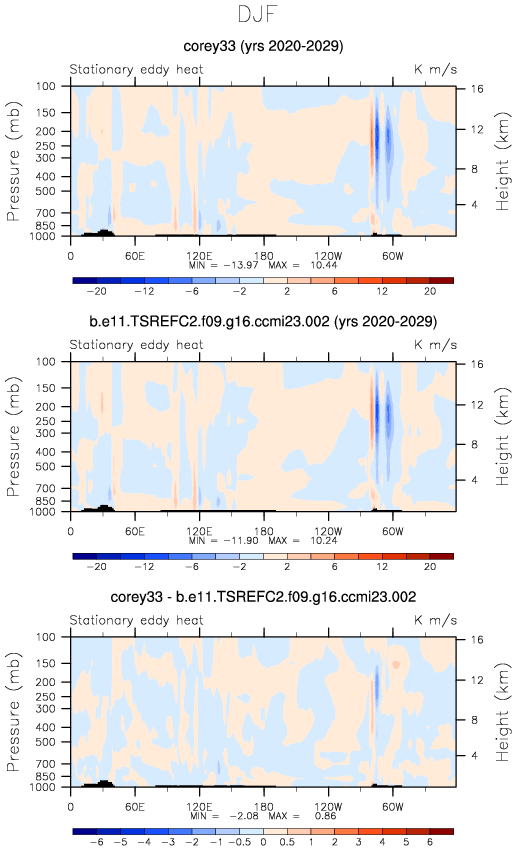 DJF
corey33 (yrs 2020-2029)
Stationary eddy heat K m/s
Pressure (mb)
100
150
200
250
300
400
500
700
850
1000
16
12
8
4
Height (km)
0 60E 120E 180 120W 60W
MIN = -13.97 MAX = 10.44
-20 -12 -6 -2 2 6 12 20
b.e11.TSREFC2.f09.g16.ccmi23.002 (yrs 2020-2029)
Stationary eddy heat K m/s
Pressure (mb)
100
150
200
250
300
400
500
700
850
1000
16
12
8
4
Height (km)
0 60E 120E 180 120W 60W
MIN = -11.90 MAX = 10.24
-20 -12 -6 -2 2 6 12 20
corey33 - b.e11.TSREFC2.f09.g16.ccmi23.002
Stationary eddy heat K m/s
Pressure (mb)
100
150
200
250
300
400
500
700
850
1000
16
12
8
4
Height (km)
0 60E 120E 180 120W 60W
MIN = -2.08 MAX = 0.86
-6 -5 -4 -3 -2 -1 -0.5 0 0.5 1 2 3 4 5 6